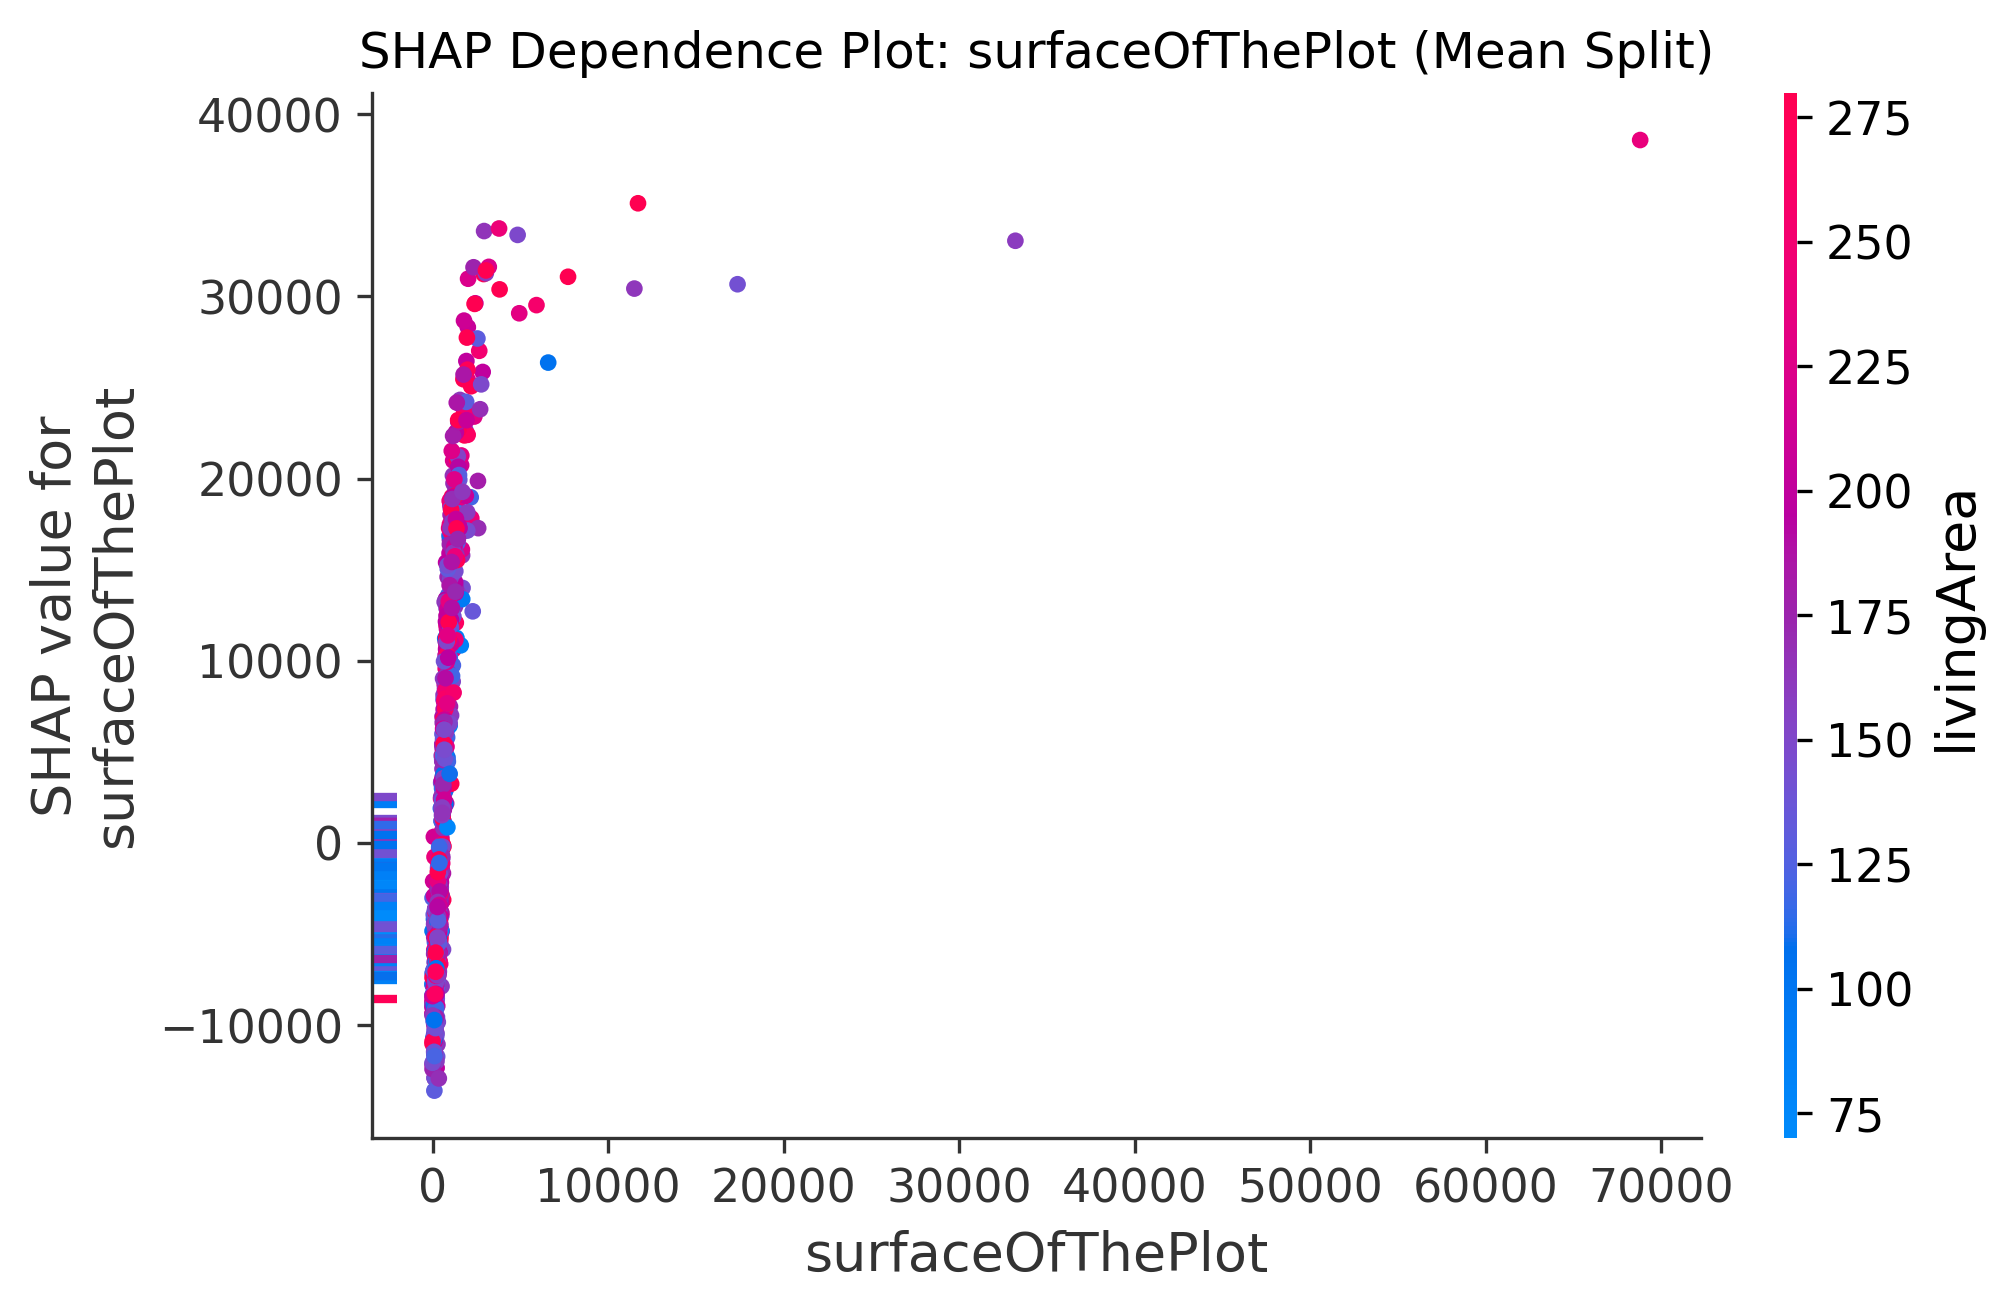 SHAP Dependence Plot: surfaceOfThePlot (Mean Split)
40000
30000
20000
10000
0
−10000
SHAP value for
surfaceOfThePlot
0 10000 20000 30000 40000 50000 60000 70000
surfaceOfThePlot
275
250
225
200
175
150
125
100
75
livingArea